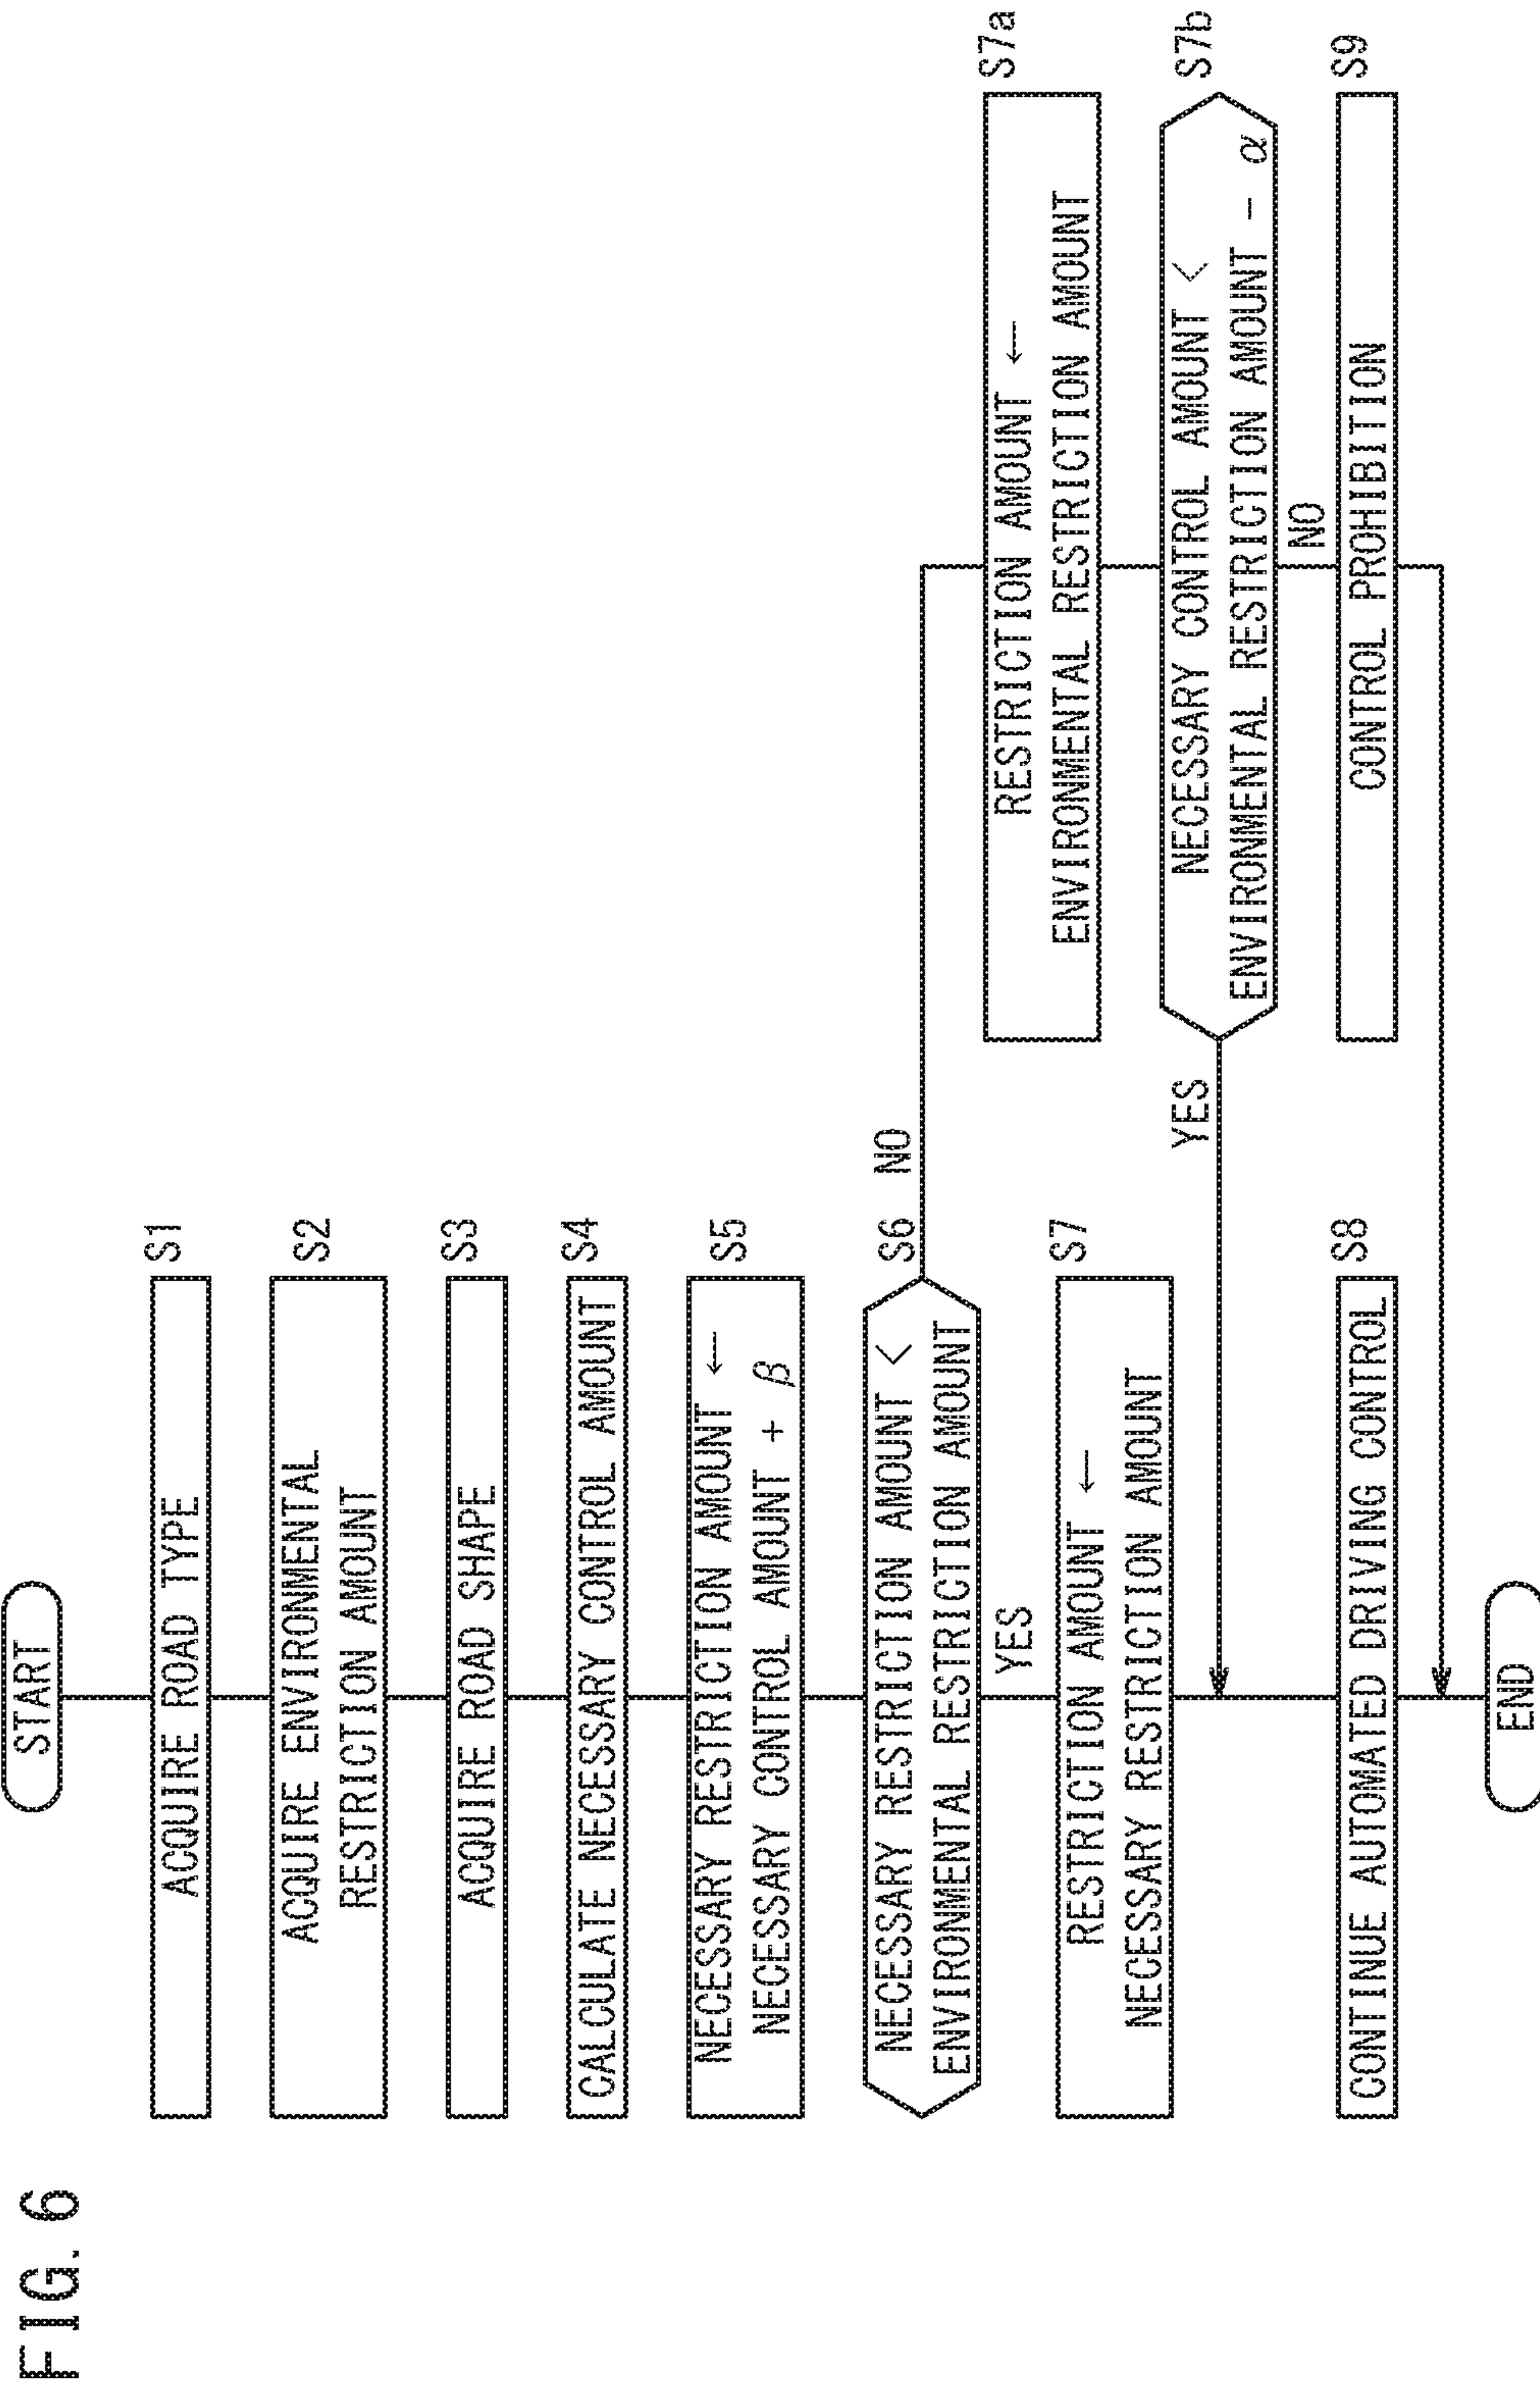 FIG. 6
START
S1
ACQUIRE ROAD TYPE
S2
ACQUIRE ENVIRONMENTAL
RESTRICTION AMOUNT
S3
ACQUIRE ROAD SHAPE
S4
CALCULATE NECESSARY CONTROL AMOUNT
S5
NECESSARY RESTRICTION AMOUNT ←
NECESSARY CONTROL AMOUNT + β
S6
NECESSARY RESTRICTION AMOUNT <
ENVIRONMENTAL RESTRICTION AMOUNT
NO
YES
S7
RESTRICTION AMOUNT ←
NECESSARY RESTRICTION AMOUNT
S7a
RESTRICTION AMOUNT ←
ENVIRONMENTAL RESTRICTION AMOUNT
S7b
NECESSARY CONTROL AMOUNT <
ENVIRONMENTAL RESTRICTION AMOUNT - α
YES
NO
S8
CONTINUE AUTOMATED DRIVING CONTROL
S9
CONTROL PROHIBITION
END